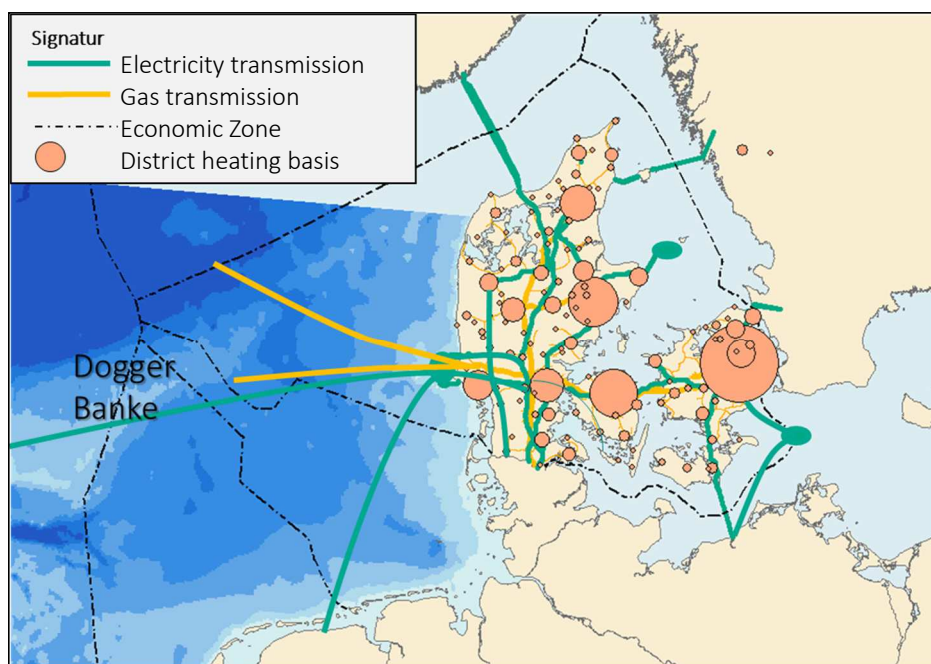 Signatur
Electricity transmission
Gas transmission
Economic Zone
District heating basis
Dogger
Banke